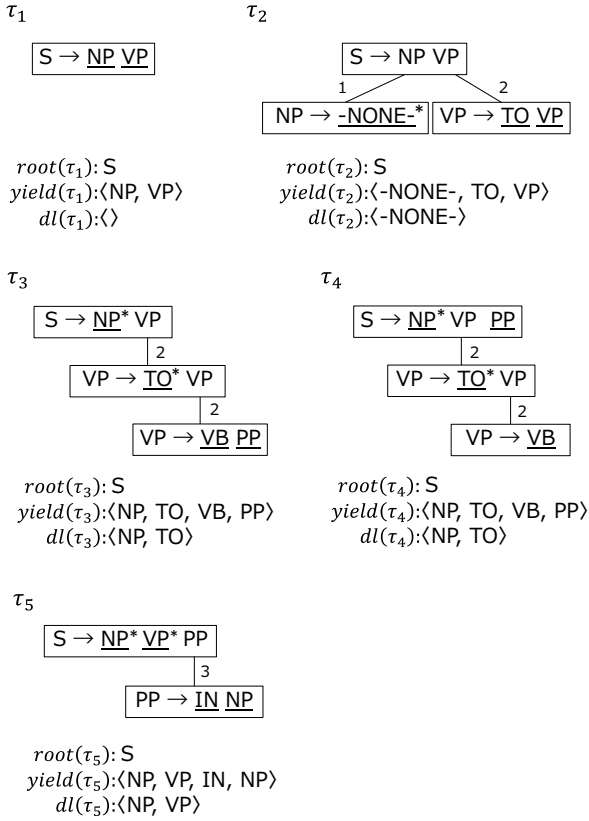 τ₁
S → NP VP
root(τ₁): S
yield(τ₁):⟨NP, VP⟩
dl(τ₁):⟨⟩
τ₂
S → NP VP
1 2
NP → -NONE-* VP → TO VP
root(τ₂): S
yield(τ₂):⟨-NONE-, TO, VP⟩
dl(τ₂):⟨-NONE-⟩
τ₃
S → NP* VP
2
VP → TO* VP
2
VP → VB PP
root(τ₃): S
yield(τ₃):⟨NP, TO, VB, PP⟩
dl(τ₃):⟨NP, TO⟩
τ₄
S → NP* VP PP
2
VP → TO* VP
2
VP → VB
root(τ₄): S
yield(τ₄):⟨NP, TO, VB, PP⟩
dl(τ₄):⟨NP, TO⟩
τ₅
S → NP* VP* PP
3
PP → IN NP
root(τ₅): S
yield(τ₅):⟨NP, VP, IN, NP⟩
dl(τ₅):⟨NP, VP⟩